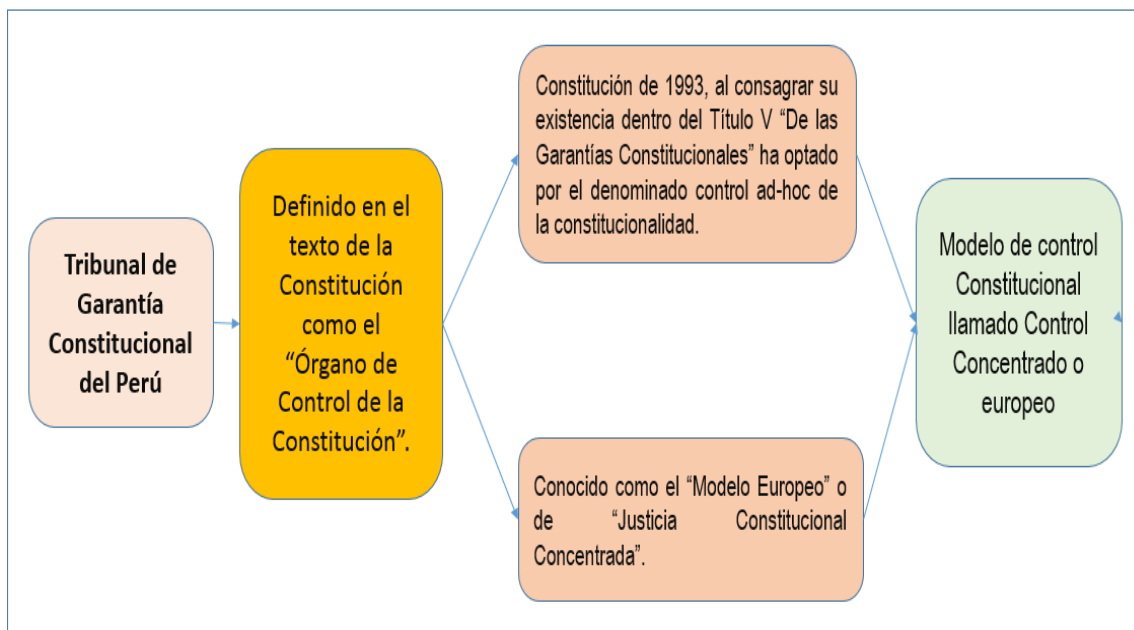 Tribunal de
Garantía
Constitucional
del Perú
Definido en el
texto de la
Constitución
como el
“Órgano de
Control de la
Constitución”.
Constitución de 1993, al consagrar su
existencia dentro del Título V “De las
Garantías Constitucionales” ha optado
por el denominado control ad-hoc de
la constitucionalidad.
Conocido como el “Modelo Europeo” o
de “Justicia Constitucional
Concentrada”.
Modelo de control
Constitucional
llamado Control
Concentrado o
europeo